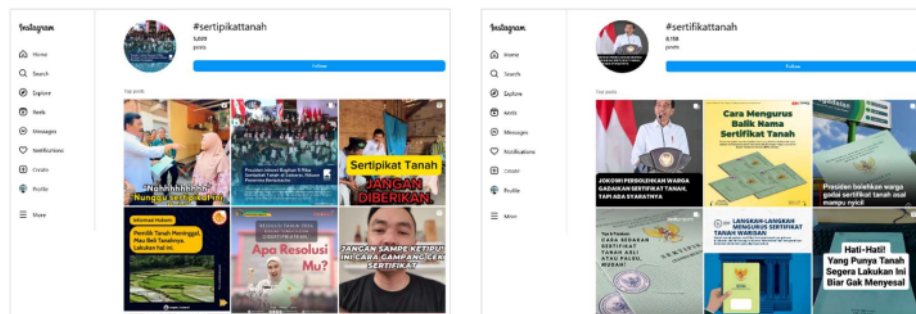 Instagram
Home
Search
Explore
Reels
Messages
Notifications
Create
Profile
More
#sertipikattanah
posts
Follow
Top posts
"Nahhhhhhhhh"
Nunggu sertipikat ini
Presiden Jokowi Bagikan
Sertipikat Tanah
JANGAN
DIBERIKAN.
Informasi Hukum
Pemilik Tanah Meninggal,
Mau Beli Tanahnya,
Lakukan hal ini.
Apa Resolusi
Mu?
JANGAN SAMPE KETIPU!
INI CARA GAMPANG CEK
SERTIFIKAT
Instagram
Home
Search
Explore
Reels
Messages
Notifications
Create
Profile
More
#sertifikattanah
posts
Follow
Top posts
JOKOWI PERBOLEHKAN WARGA
GADAIKAN SERTIFIKAT TANAH,
TAPI ADA SYARATNYA
Cara Mengurus
Balik Nama
Sertifikat Tanah
Presiden bolehkan warga
gadai sertifikat tanah asal
mampu nyicil
CARA BEDAKAN
SERTIFIKAT
TANAH ASLI
ATAU PALSU,
MUDAH!
LANGKAH-LANGKAH
MENGURUS SERTIFIKAT
TANAH WARISAN
Hati-Hati!
Yang Punya Tanah
Segera Lakukan Ini
Biar Gak Menyesal